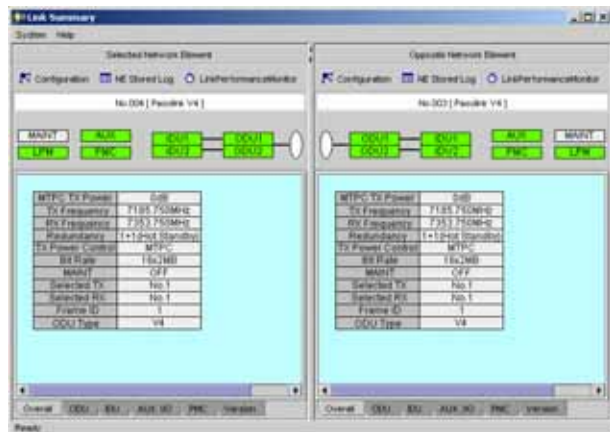 Link Summary
System Help
Selected Network Element
Configuration NE Stored Log LinkPerformanceMonitor
No.004 [ Pasolink V4 ]
MAINT AUX IDU1 ODU1
LPM PMC IDU2 ODU2
MTPC TX Power 0dB
TX Frequency 7185.750MHz
RX Frequency 7353.750MHz
Redundancy 1+1(Hot Standby)
TX Power Control MTPC
Bit Rate 16x2MB
MAINT OFF
Selected TX No.1
Selected RX No.1
Frame ID 1
ODU Type V4
Overall ODU IDU AUX I/O PMC Version
Opposite Network Element
Configuration NE Stored Log LinkPerformanceMonitor
No.003 [ Pasolink V4 ]
ODU1 IDU1 AUX MAINT
ODU2 IDU2 PMC LPM
MTPC TX Power 0dB
TX Frequency
RX Frequency
Redundancy 1+1(Hot Standby)
TX Power Control MTPC
Bit Rate 16x2MB
MAINT OFF
Selected TX No.1
Selected RX No.1
Frame ID 1
ODU Type V4
Overall ODU IDU AUX I/O PMC Version
Ready